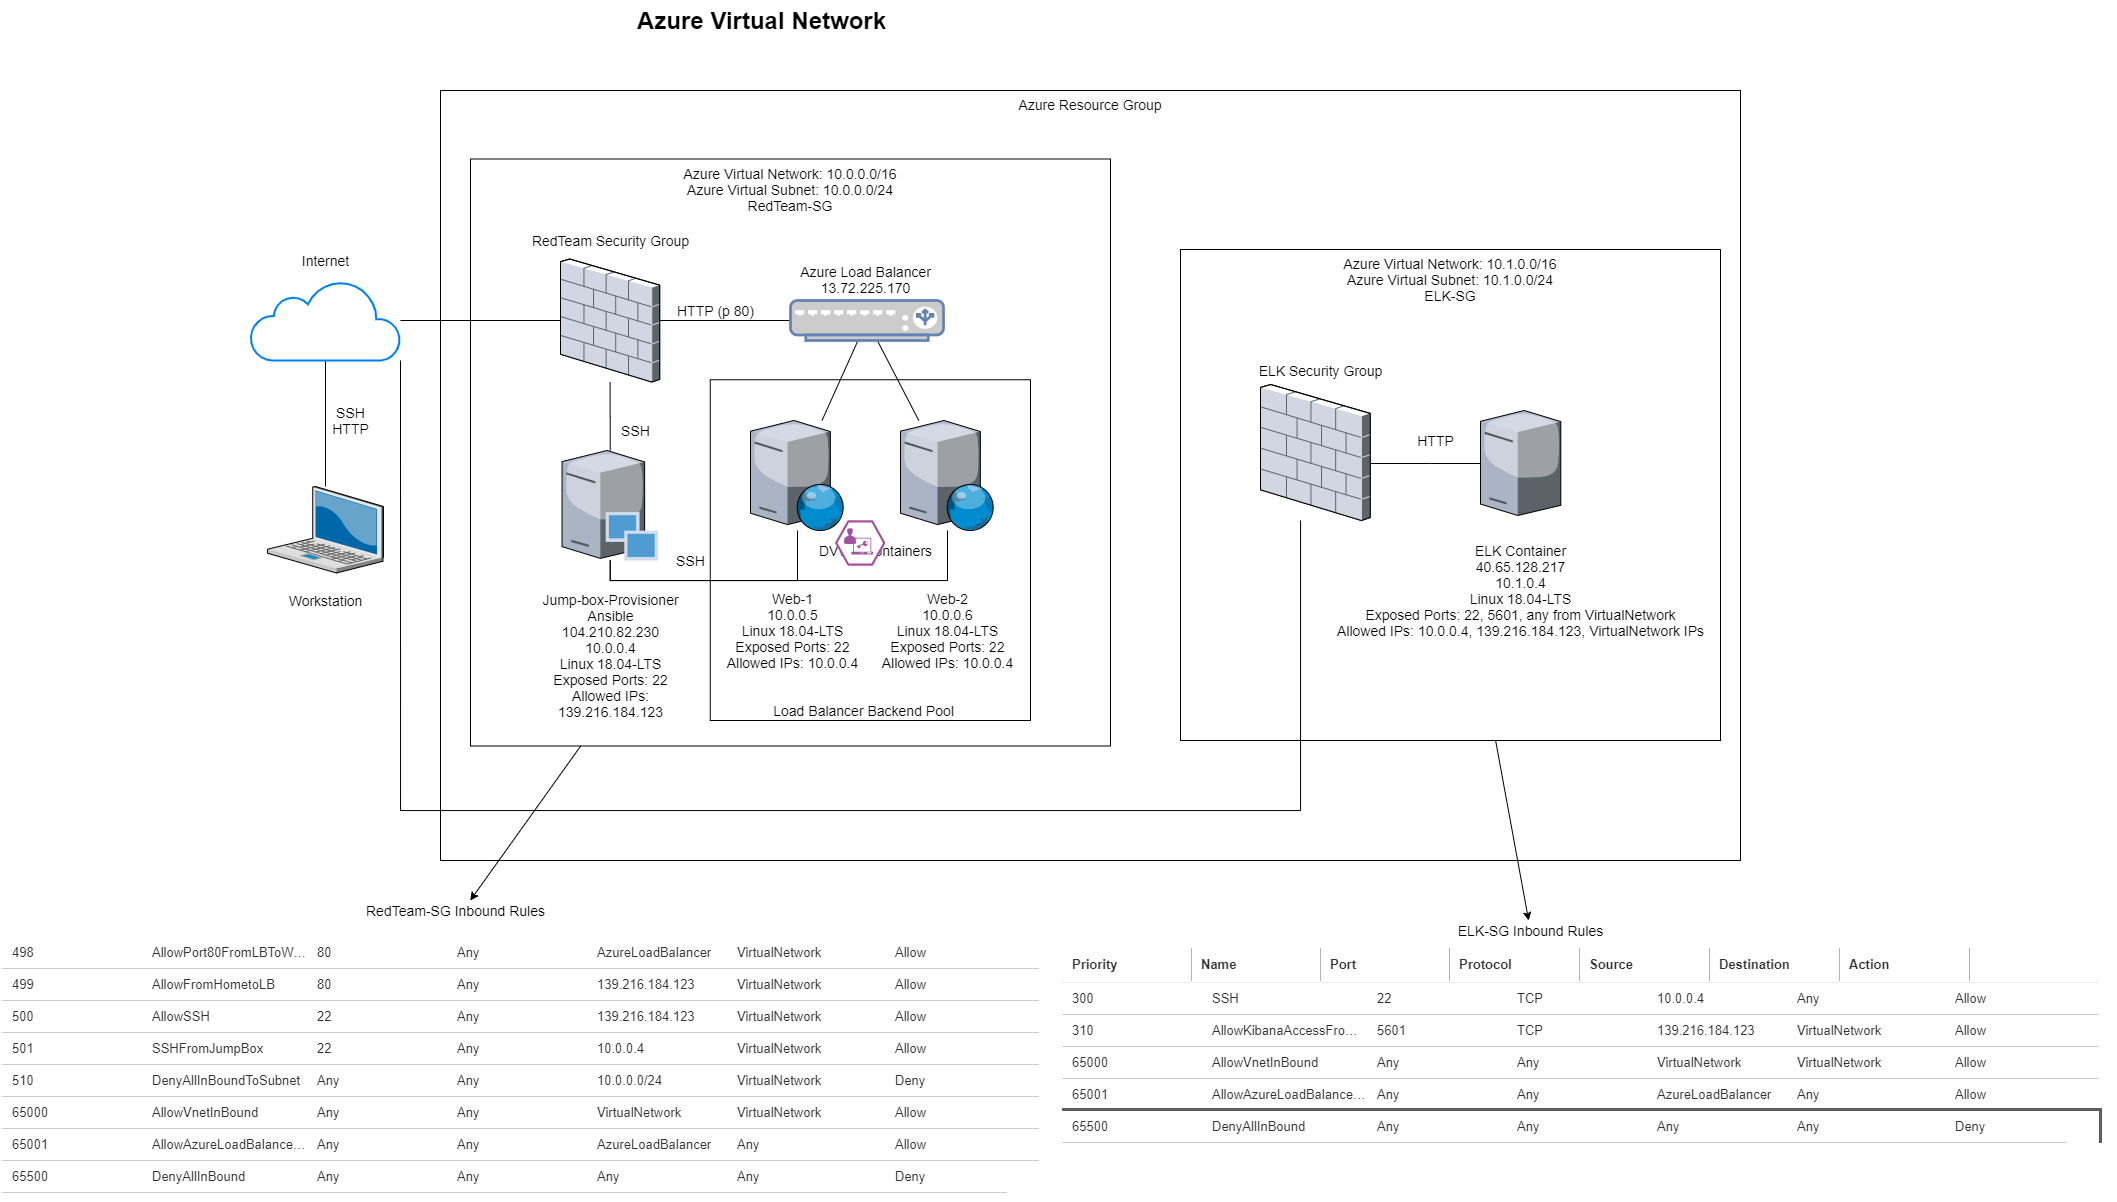 Azure Virtual Network
Azure Resource Group
Azure Virtual Network: 10.0.0.0/16
Azure Virtual Subnet: 10.0.0.0/24
RedTeam-SG
RedTeam Security Group
Internet
Azure Load Balancer
13.72.225.170
HTTP (p 80)
Azure Virtual Network: 10.1.0.0/16
Azure Virtual Subnet: 10.1.0.0/24
ELK-SG
ELK Security Group
SSH
HTTP
SSH
HTTP
SSH
DV ntainers
Workstation
Jump-box-Provisioner
Ansible
104.210.82.230
10.0.0.4
Linux 18.04-LTS
Exposed Ports: 22
Allowed IPs:
139.216.184.123
Web-1
10.0.0.5
Linux 18.04-LTS
Exposed Ports: 22
Allowed IPs: 10.0.0.4
Web-2
10.0.0.6
Linux 18.04-LTS
Exposed Ports: 22
Allowed IPs: 10.0.0.4
Load Balancer Backend Pool
ELK Container
40.65.128.217
10.1.0.4
Linux 18.04-LTS
Exposed Ports: 22, 5601, any from VirtualNetwork
Allowed IPs: 10.0.0.4, 139.216.184.123, VirtualNetwork IPs
RedTeam-SG Inbound Rules
498 AllowPort80FromLBToW... 80 Any AzureLoadBalancer VirtualNetwork Allow
499 AllowFromHometoLB 80 Any 139.216.184.123 VirtualNetwork Allow
500 AllowSSH 22 Any 139.216.184.123 VirtualNetwork Allow
501 SSHFromJumpBox 22 Any 10.0.0.4 VirtualNetwork Allow
510 DenyAllInBoundToSubnet Any Any 10.0.0.0/24 VirtualNetwork Deny
65000 AllowVnetInBound Any Any VirtualNetwork VirtualNetwork Allow
65001 AllowAzureLoadBalance... Any Any AzureLoadBalancer Any Allow
65500 DenyAllInBound Any Any Any Any Deny
ELK-SG Inbound Rules
Priority Name Port Protocol Source Destination Action
300 SSH 22 TCP 10.0.0.4 Any Allow
310 AllowKibanaAccessFro... 5601 TCP 139.216.184.123 VirtualNetwork Allow
65000 AllowVnetInBound Any Any VirtualNetwork VirtualNetwork Allow
65001 AllowAzureLoadBalance... Any Any AzureLoadBalancer Any Allow
65500 DenyAllInBound Any Any Any Any Deny